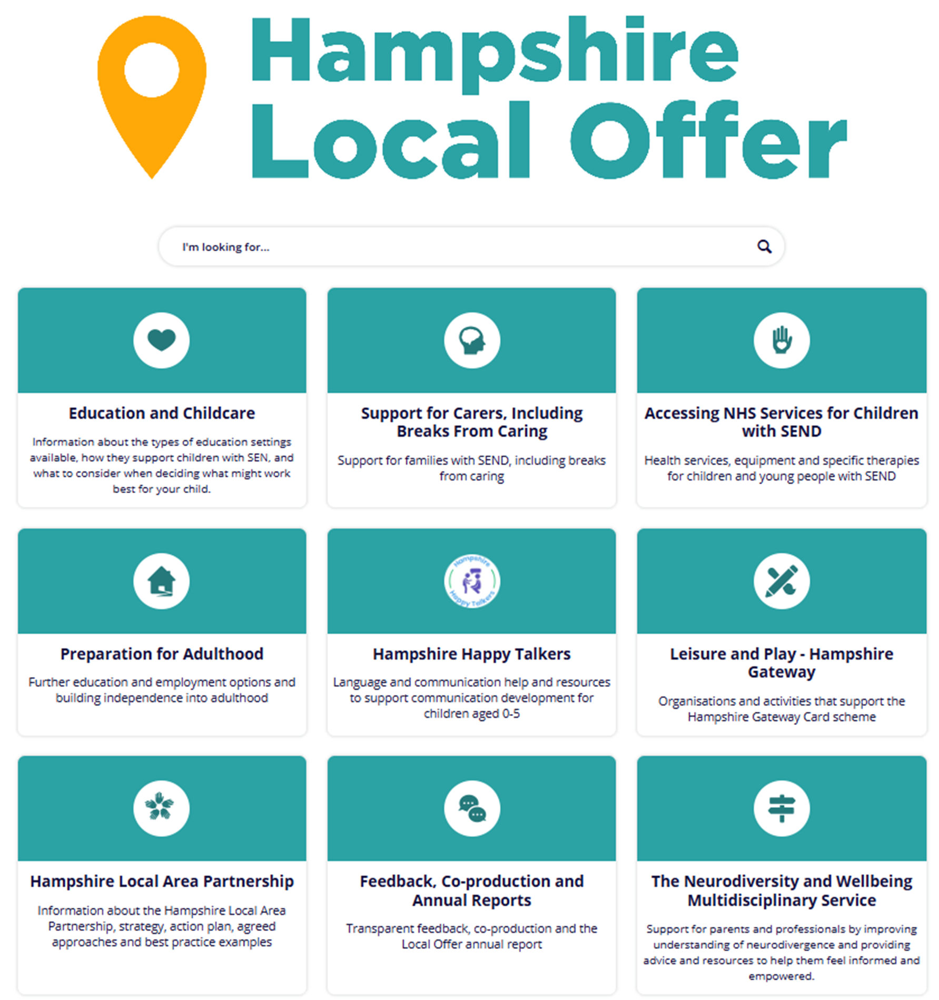 Hampshire
Local Offer
I'm looking for...
Education and Childcare
Information about the types of education settings
available, how they support children with SEN, and
what to consider when deciding what might work
best for your child.
Support for Carers, Including
Breaks From Caring
Support for families with SEND, including breaks
from caring
Accessing NHS Services for Children
with SEND
Health services, equipment and specific therapies
for children and young people with SEND
Preparation for Adulthood
Further education and employment options and
building independence into adulthood
Hampshire
Happy Talkers
Hampshire Happy Talkers
Language and communication help and resources
to support communication development for
children aged 0-5
Leisure and Play - Hampshire
Gateway
Organisations and activities that support the
Hampshire Gateway Card scheme
Hampshire Local Area Partnership
Information about the Hampshire Local Area
Partnership, strategy, action plan, agreed
approaches and best practice examples
Feedback, Co-production and
Annual Reports
Transparent feedback, co-production and the
Local Offer annual report
The Neurodiversity and Wellbeing
Multidisciplinary Service
Support for parents and professionals by improving
understanding of neurodivergence and providing
advice and resources to help them feel informed and
empowered.